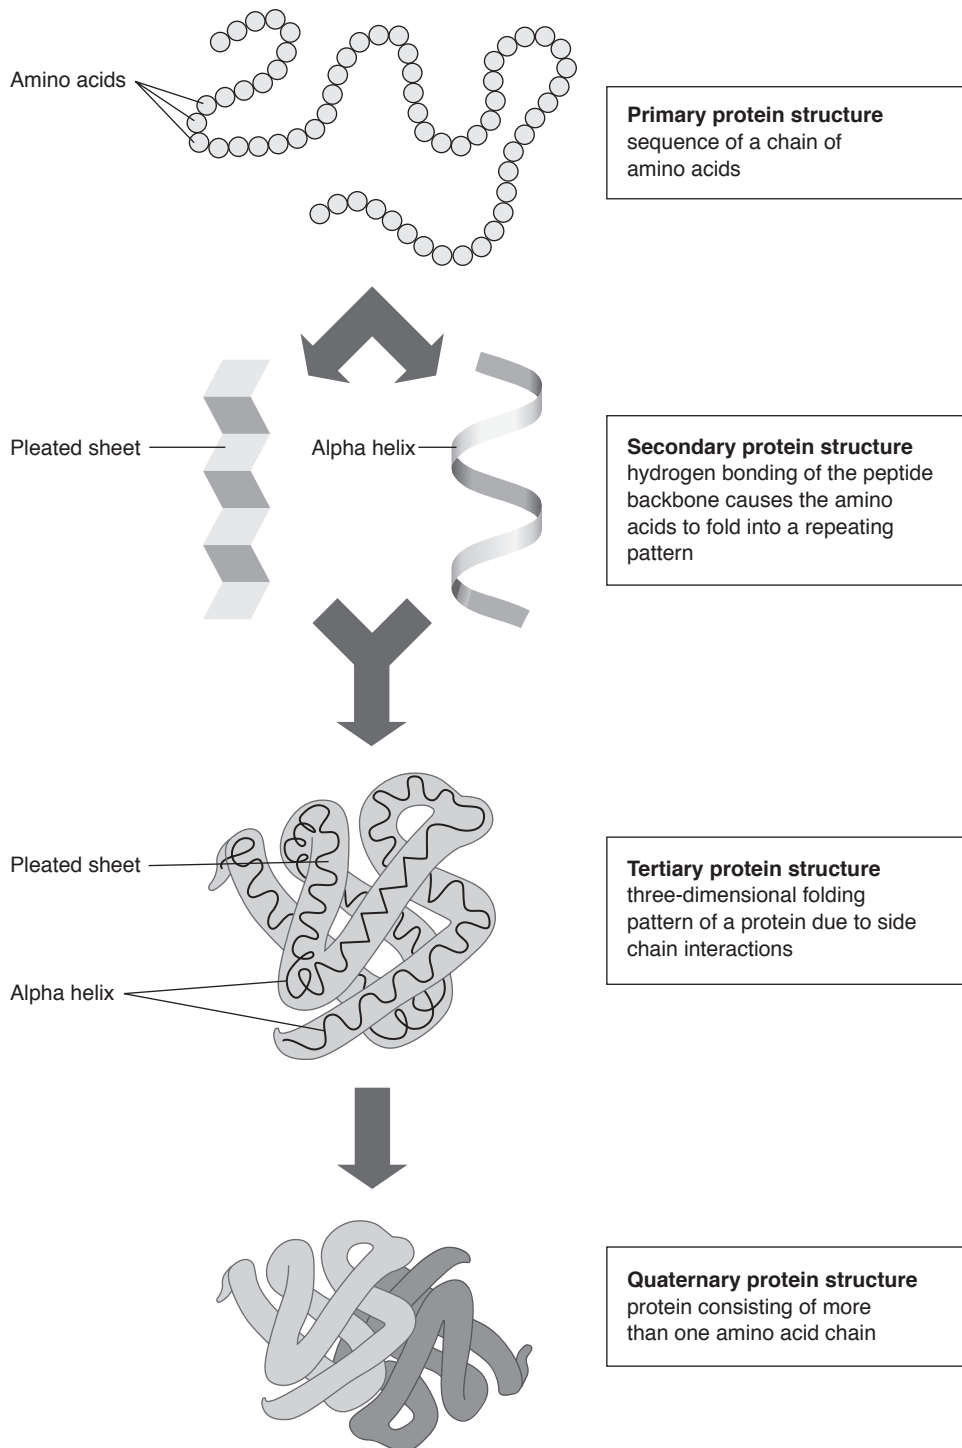 Amino acids
Primary protein structure
sequence of a chain of
amino acids
Pleated sheet
Alpha helix
Secondary protein structure
hydrogen bonding of the peptide
backbone causes the amino
acids to fold into a repeating
pattern
Pleated sheet
Alpha helix
Tertiary protein structure
three-dimensional folding
pattern of a protein due to side
chain interactions
Quaternary protein structure
protein consisting of more
than one amino acid chain